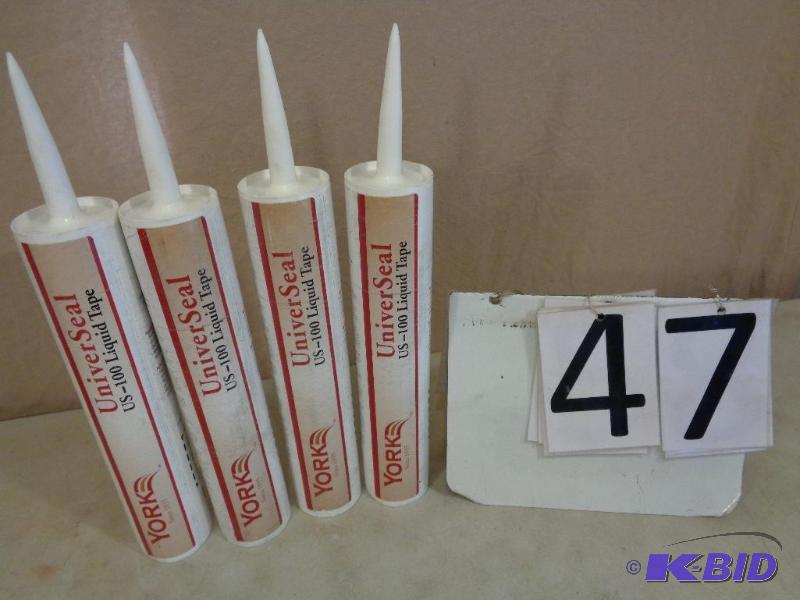 UniverSeal
US-100 Liquid Tape
YORK
UniverSeal
US-100 Liquid Tape
YORK
UniverSeal
US-100 Liquid Tape
YORK
UniverSeal
US-100 Liquid Tape
YORK
47
© K-BID